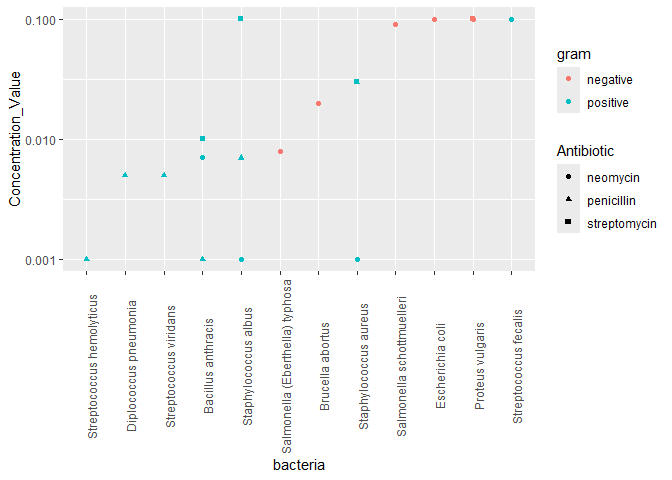 Concentration_Value
0.100
0.010
0.001
Streptococcus hemolyticus
Diplococcus pneumonia
Streptococcus viridans
Bacillus anthracis
Staphylococcus albus
Salmonella (Eberthella) typhosa
Brucella abortus
Staphylococcus aureus
Salmonella schottmuelleri
Escherichia coli
Proteus vulgaris
Streptococcus fecalis
bacteria
gram
negative
positive
Antibiotic
neomycin
penicillin
streptomycin